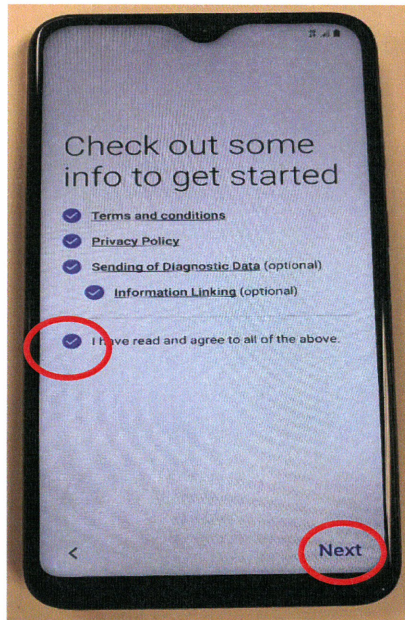 Check out some
info to get started
Terms and conditions
Privacy Policy
Sending of Diagnostic Data (optional)
Information Linking (optional)
I have read and agree to all of the above.
< Next